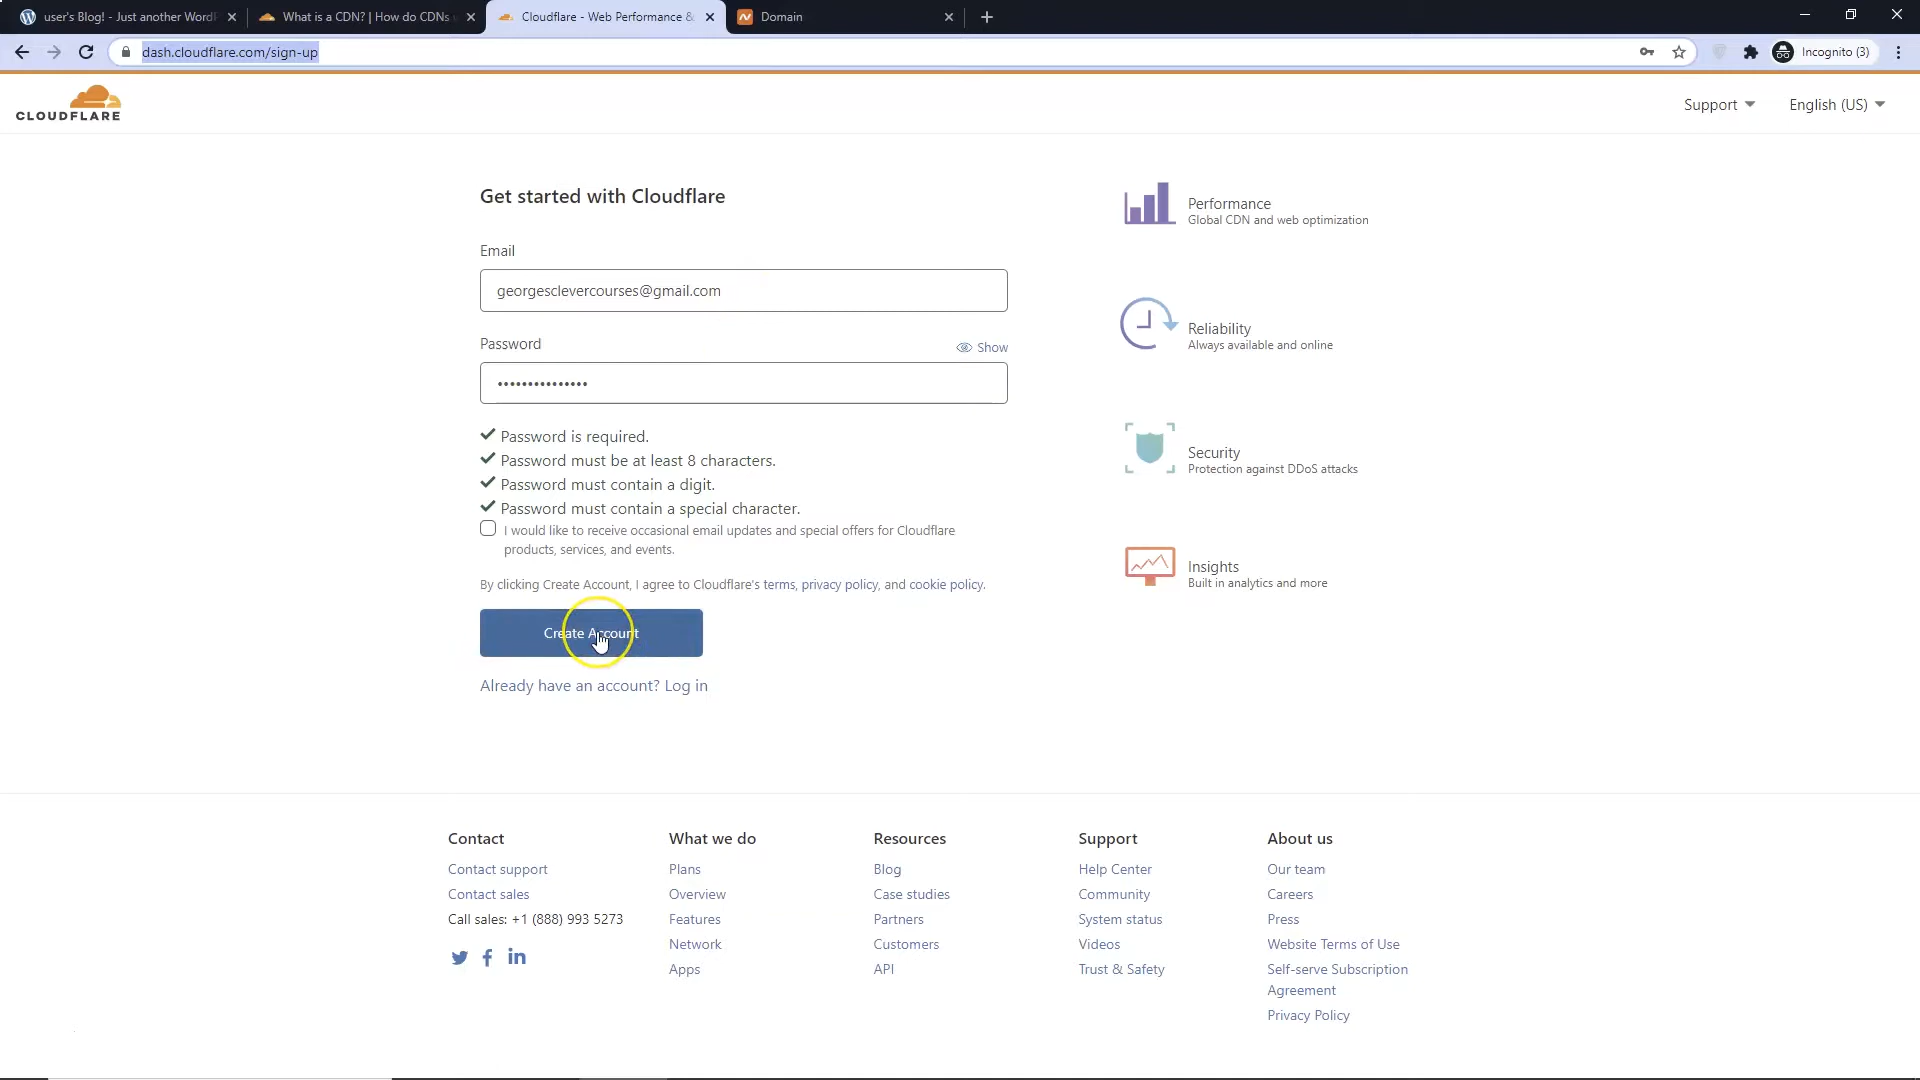 user's Blog! - Just another WordP
What is a CDN? | How do CDNs
Cloudflare - Web Performance &
Domain
dash.cloudflare.com/sign-up
Incognito (3)
CLOUDFLARE
Support
English (US)
Get started with Cloudflare
Email
georgesclevercourses@gmail.com
Password
Show
•••••••••••••••
Password is required.
Password must be at least 8 characters.
Password must contain a digit.
Password must contain a special character.
I would like to receive occasional email updates and special offers for Cloudflare
products, services, and events.
By clicking Create Account, I agree to Cloudflare's terms, privacy policy, and cookie policy.
Create Account
Already have an account? Log in
Performance
Global CDN and web optimization
Reliability
Always available and online
Security
Protection against DDoS attacks
Insights
Built in analytics and more
Contact
Contact support
Contact sales
Call sales: +1 (888) 993 5273
What we do
Plans
Overview
Features
Network
Apps
Resources
Blog
Case studies
Partners
Customers
API
Support
Help Center
Community
System status
Videos
Trust & Safety
About us
Our team
Careers
Press
Website Terms of Use
Self-serve Subscription
Agreement
Privacy Policy